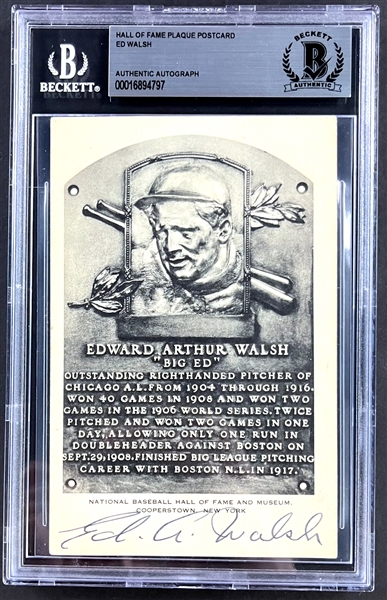 HALL OF FAME PLAQUE POSTCARD
ED WALSH
AUTHENTIC AUTOGRAPH
00016894797
B
BECKETT
B
BECKETT
AUTHENTIC
EDWARD ARTHUR WALSH
"BIG ED"
OUTSTANDING RIGHTHANDED PITCHER OF
CHICAGO A.L. FROM 1904 THROUGH 1916.
WON 40 GAMES IN 1908 AND WON TWO
GAMES IN THE 1906 WORLD SERIES. TWICE
PITCHED AND WON TWO GAMES IN ONE
DAY, ALLOWING ONLY ONE RUN IN
DOUBLEHEADER AGAINST BOSTON ON
SEPT. 29, 1908. FINISHED BIG LEAGUE PITCHING
CAREER WITH BOSTON N.L. IN 1917.
NATIONAL BASEBALL HALL OF FAME AND MUSEUM,
COOPERSTOWN, NEW YORK
Ed. A. Walsh